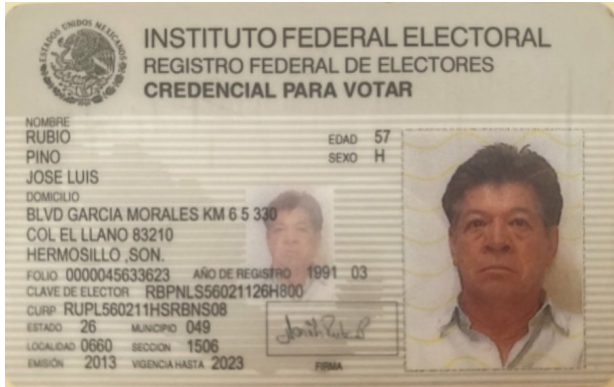 ESTADOS UNIDOS MEXICANOS
INSTITUTO FEDERAL ELECTORAL
REGISTRO FEDERAL DE ELECTORES
CREDENCIAL PARA VOTAR
NOMBRE
RUBIO
PINO
JOSE LUIS
EDAD 57
SEXO H
DOMICILIO
BLVD GARCIA MORALES KM 6 5 330
COL EL LLANO 83210
HERMOSILLO ,SON.
FOLIO 0000045633623 AÑO DE REGISTRO 1991 03
CLAVE DE ELECTOR RBPNLS56021126H800
CURP RUPL560211HSRBNS08
ESTADO 26 MUNICIPIO 049
LOCALIDAD 0660 SECCION 1506
EMISIÓN 2013 VIGENCIA HASTA 2023
FIRMA